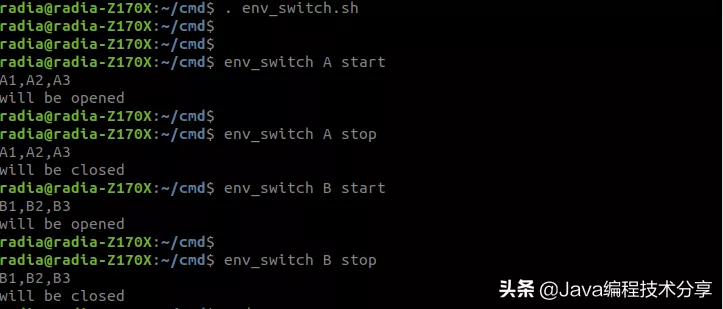 radia@radia-Z170X:~/cmd$ . env_switch.sh
radia@radia-Z170X:~/cmd$
radia@radia-Z170X:~/cmd$
radia@radia-Z170X:~/cmd$ env_switch A start
A1,A2,A3
will be opened
radia@radia-Z170X:~/cmd$
radia@radia-Z170X:~/cmd$ env_switch A stop
A1,A2,A3
will be closed
radia@radia-Z170X:~/cmd$ env_switch B start
B1,B2,B3
will be opened
radia@radia-Z170X:~/cmd$
radia@radia-Z170X:~/cmd$ env_switch B stop
B1,B2,B3
will be closed
头条 @Java编程技术分享